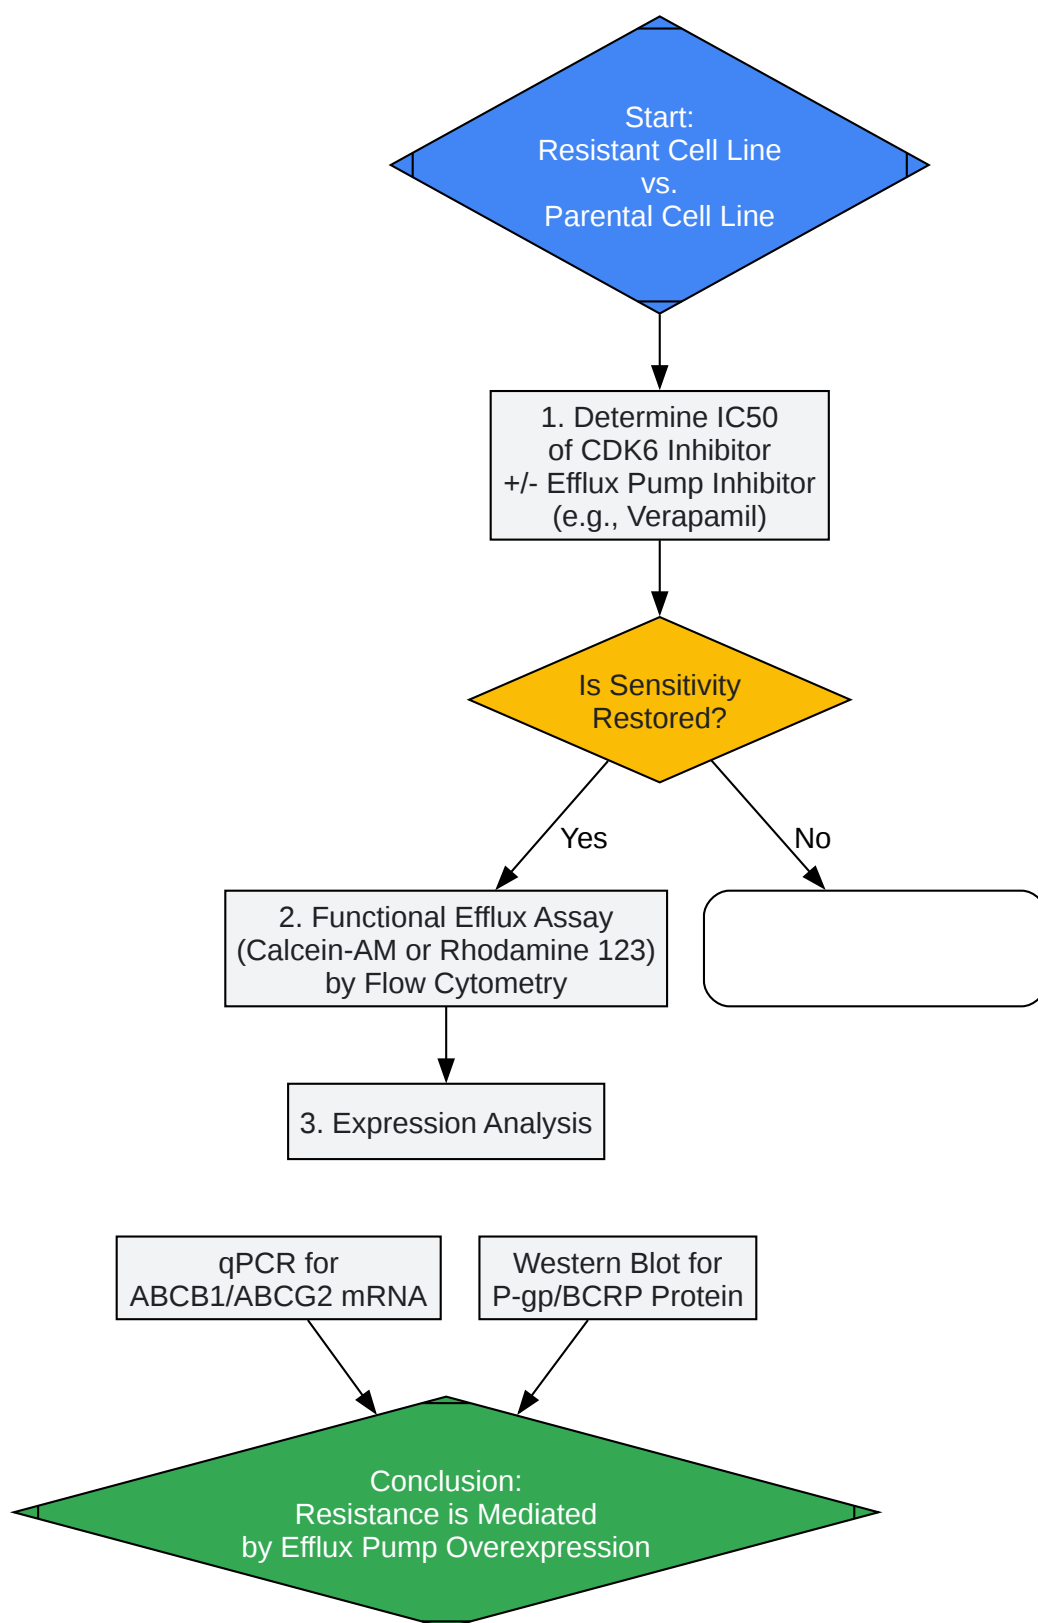 Start:
Resistant Cell Line
vs.
Parental Cell Line
1. Determine IC50
of CDK6 Inhibitor
+/- Efflux Pump Inhibitor
(e.g., Verapamil)
Is Sensitivity
Restored?
Yes
No
2. Functional Efflux Assay
(Calcein-AM or Rhodamine 123)
by Flow Cytometry
3. Expression Analysis
qPCR for
ABCB1/ABCG2 mRNA
Western Blot for
P-gp/BCRP Protein
Conclusion:
Resistance is Mediated
by Efflux Pump Overexpression